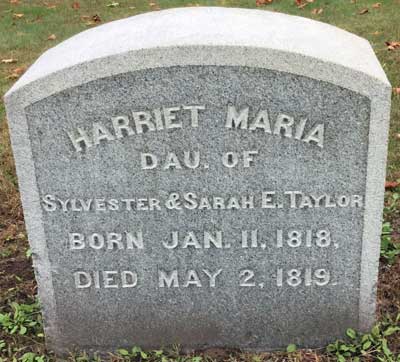 HARRIET MARIA
DAU. OF
SYLVESTER & SARAH E. TAYLOR
BORN JAN. 11, 1818,
DIED MAY 2, 1819.